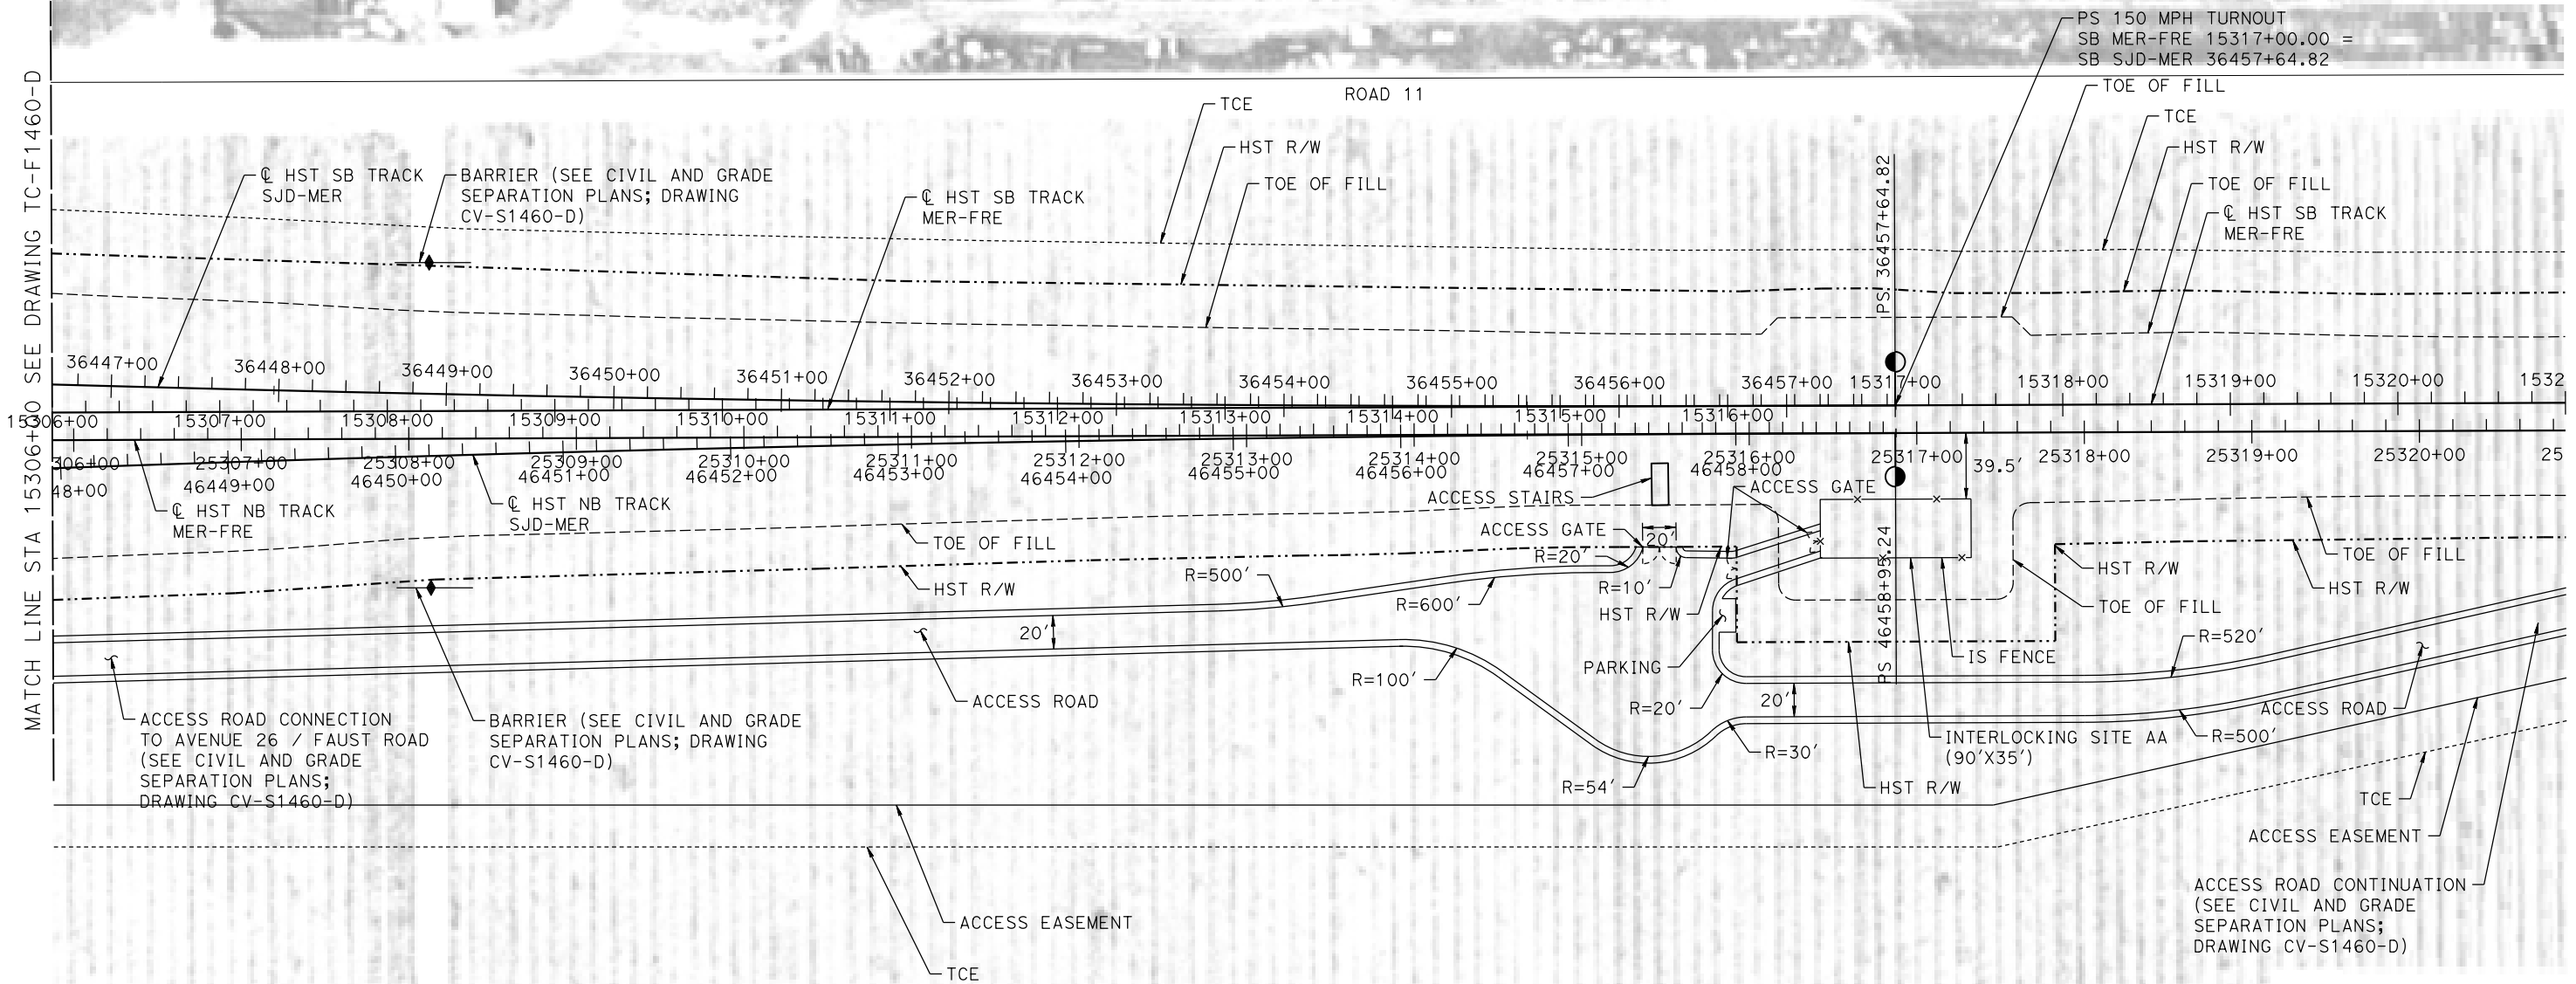 PS 150 MPH TURNOUT
SB MER-FRE 15317+00.00 =
SB SJD-MER 36457+64.82
TOE OF FILL
ROAD 11
TCE
TCE
HST R/W
HST R/W
TOE OF FILL
TOE OF FILL
℄ HST SB TRACK
SJD-MER
BARRIER (SEE CIVIL AND GRADE
SEPARATION PLANS; DRAWING
CV-S1460-D)
℄ HST SB TRACK
MER-FRE
℄ HST SB TRACK
MER-FRE
PS 36457+64.82
MATCH LINE STA 15306+00 SEE DRAWING TC-F1460-D
36447+00 36448+00 36449+00 36450+00 36451+00 36452+00 36453+00 36454+00 36455+00 36456+00 36457+00 15317+00 15318+00 15319+00 15320+00 1532
15306+00 15307+00 15308+00 15309+00 15310+00 15311+00 15312+00 15313+00 15314+00 15315+00 15316+00
306+00 25307+00 25308+00 25309+00 25310+00 25311+00 25312+00 25313+00 25314+00 25315+00 25316+00 25317+00 25318+00 25319+00 25320+00 25
48+00 46449+00 46450+00 46451+00 46452+00 46453+00 46454+00 46455+00 46456+00 46457+00 46458+00
39.5'
℄ HST NB TRACK
MER-FRE
℄ HST NB TRACK
SJD-MER
ACCESS STAIRS
ACCESS GATE
ACCESS GATE
20'
TOE OF FILL
HST R/W
R=500'
R=600'
R=20'
R=10'
HST R/W
PS 46458+95.24
TOE OF FILL
HST R/W
HST R/W
TOE OF FILL
20'
PARKING
IS FENCE
R=520'
R=100'
R=20'
20'
ACCESS ROAD
ACCESS ROAD
R=500'
R=30'
R=54'
INTERLOCKING SITE AA
(90'X35')
HST R/W
ACCESS ROAD CONNECTION
TO AVENUE 26 / FAUST ROAD
(SEE CIVIL AND GRADE
SEPARATION PLANS;
DRAWING CV-S1460-D)
BARRIER (SEE CIVIL AND GRADE
SEPARATION PLANS; DRAWING
CV-S1460-D)
TCE
ACCESS EASEMENT
ACCESS ROAD CONTINUATION
(SEE CIVIL AND GRADE
SEPARATION PLANS;
DRAWING CV-S1460-D)
ACCESS EASEMENT
TCE